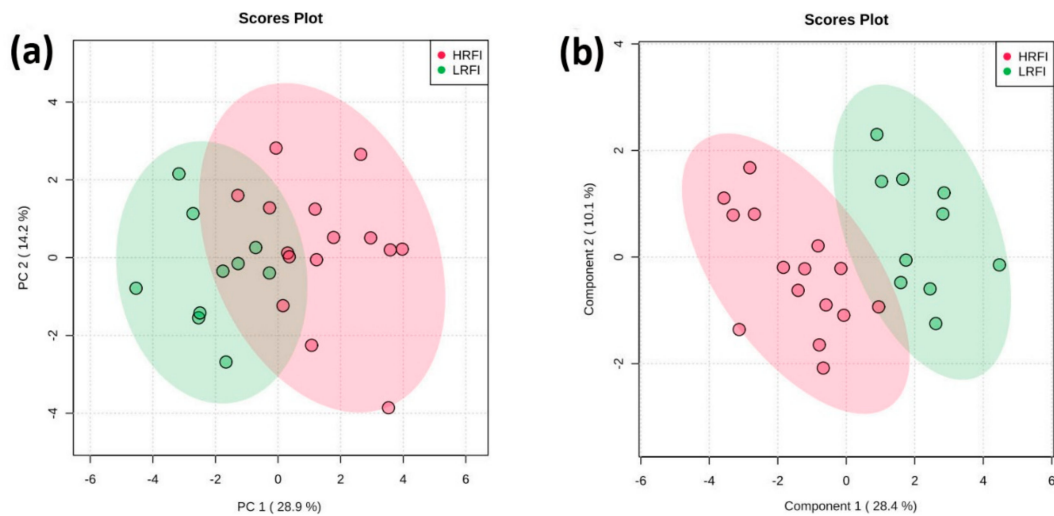 (a)
Scores Plot
HRFI
LRFI
4
2
0
-2
-4
PC 2 ( 14.2 %)
-6
-4
-2
0
2
4
6
PC 1 ( 28.9 %)
(b)
Scores Plot
HRFI
LRFI
4
2
0
-2
Component 2 ( 10.1 %)
-6
-4
-2
0
2
4
6
Component 1 ( 28.4 %)